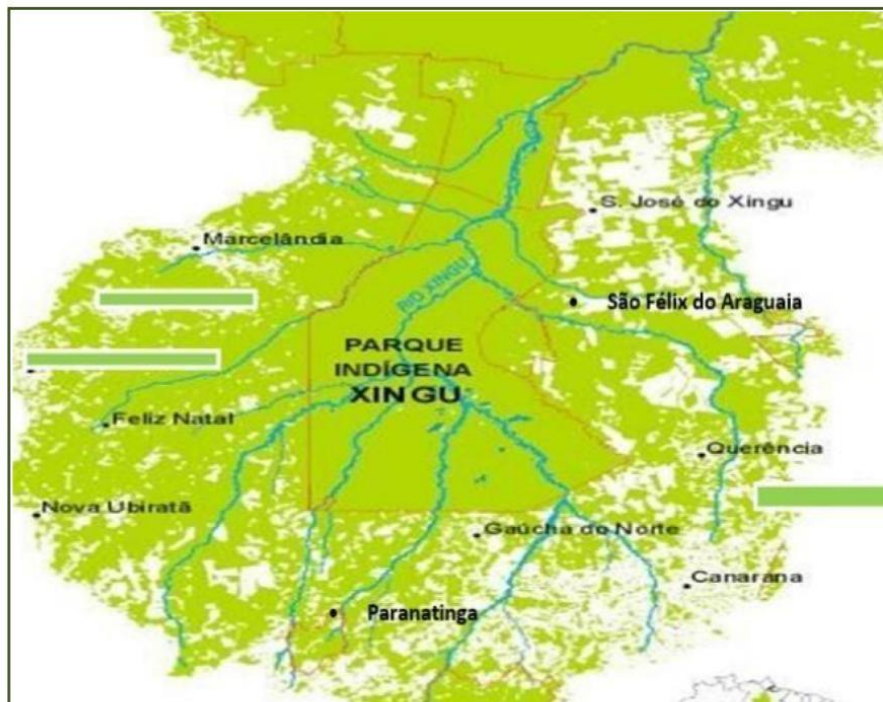 S. José do Xingu
Marcelândia
RIO XINGU
São Félix do Araguaia
PARQUE
INDÍGENA
XINGU
Feliz Natal
Querência
Nova Ubiratã
Gaúcha do Norte
Canarana
Paranatinga